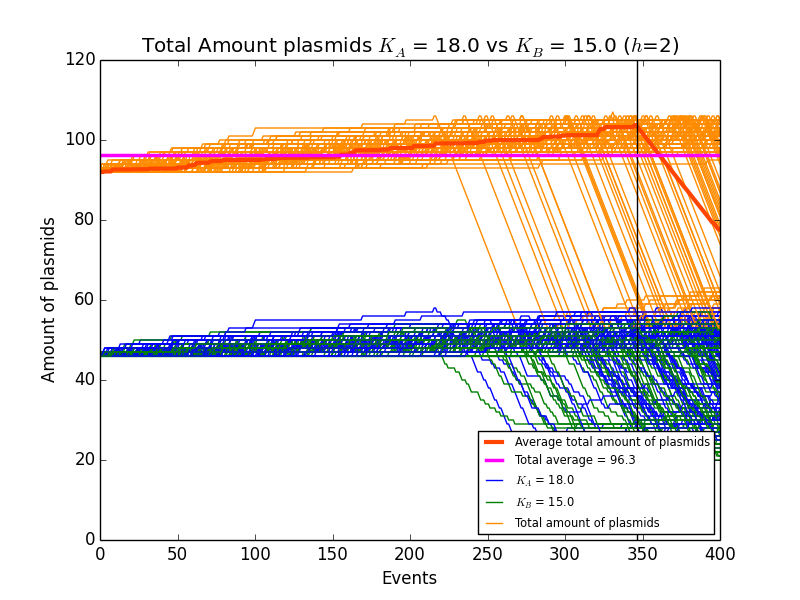 Total Amount plasmids K_A = 18.0 vs K_B = 15.0 (h=2)
120
100
80
60
40
20
0
Amount of plasmids
Average total amount of plasmids
Total average = 96.3
K_A = 18.0
K_B = 15.0
Total amount of plasmids
0 50 100 150 200 250 300 350 400
Events